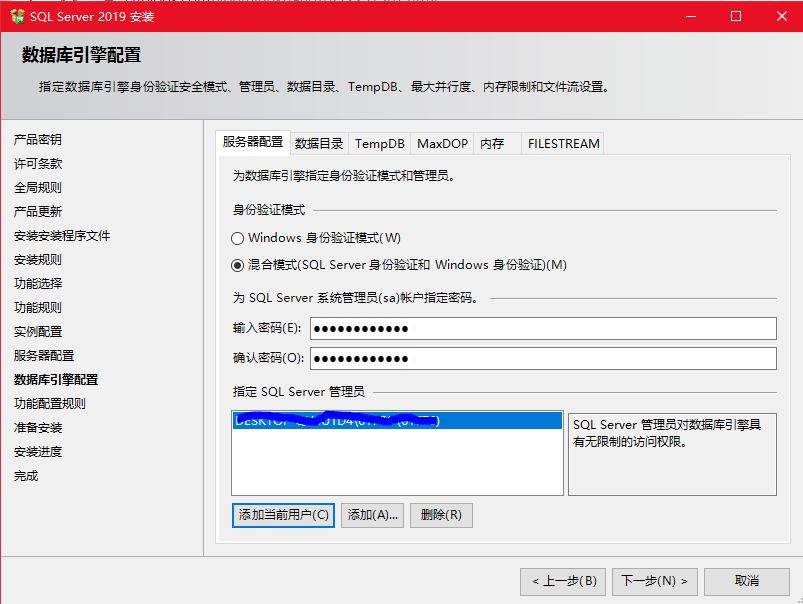 SQL Server 2019 安装
数据库引擎配置
指定数据库引擎身份验证安全模式、管理员、数据目录、TempDB、最大并行度、内存限制和文件流设置。
产品密钥
许可条款
全局规则
产品更新
安装安装程序文件
安装规则
功能选择
功能规则
实例配置
服务器配置
数据库引擎配置
功能配置规则
准备安装
安装进度
完成
服务器配置 数据目录 TempDB MaxDOP 内存 FILESTREAM
为数据库引擎指定身份验证模式和管理员。
身份验证模式
Windows 身份验证模式(W)
混合模式(SQL Server 身份验证和 Windows 身份验证)(M)
为 SQL Server 系统管理员(sa)帐户指定密码。
输入密码(E): ●●●●●●●●●●●●
确认密码(O): ●●●●●●●●●●●●
指定 SQL Server 管理员
SQL Server 管理员对数据库引擎具
有无限制的访问权限。
添加当前用户(C) 添加(A)... 删除(R)
< 上一步(B) 下一步(N) > 取消